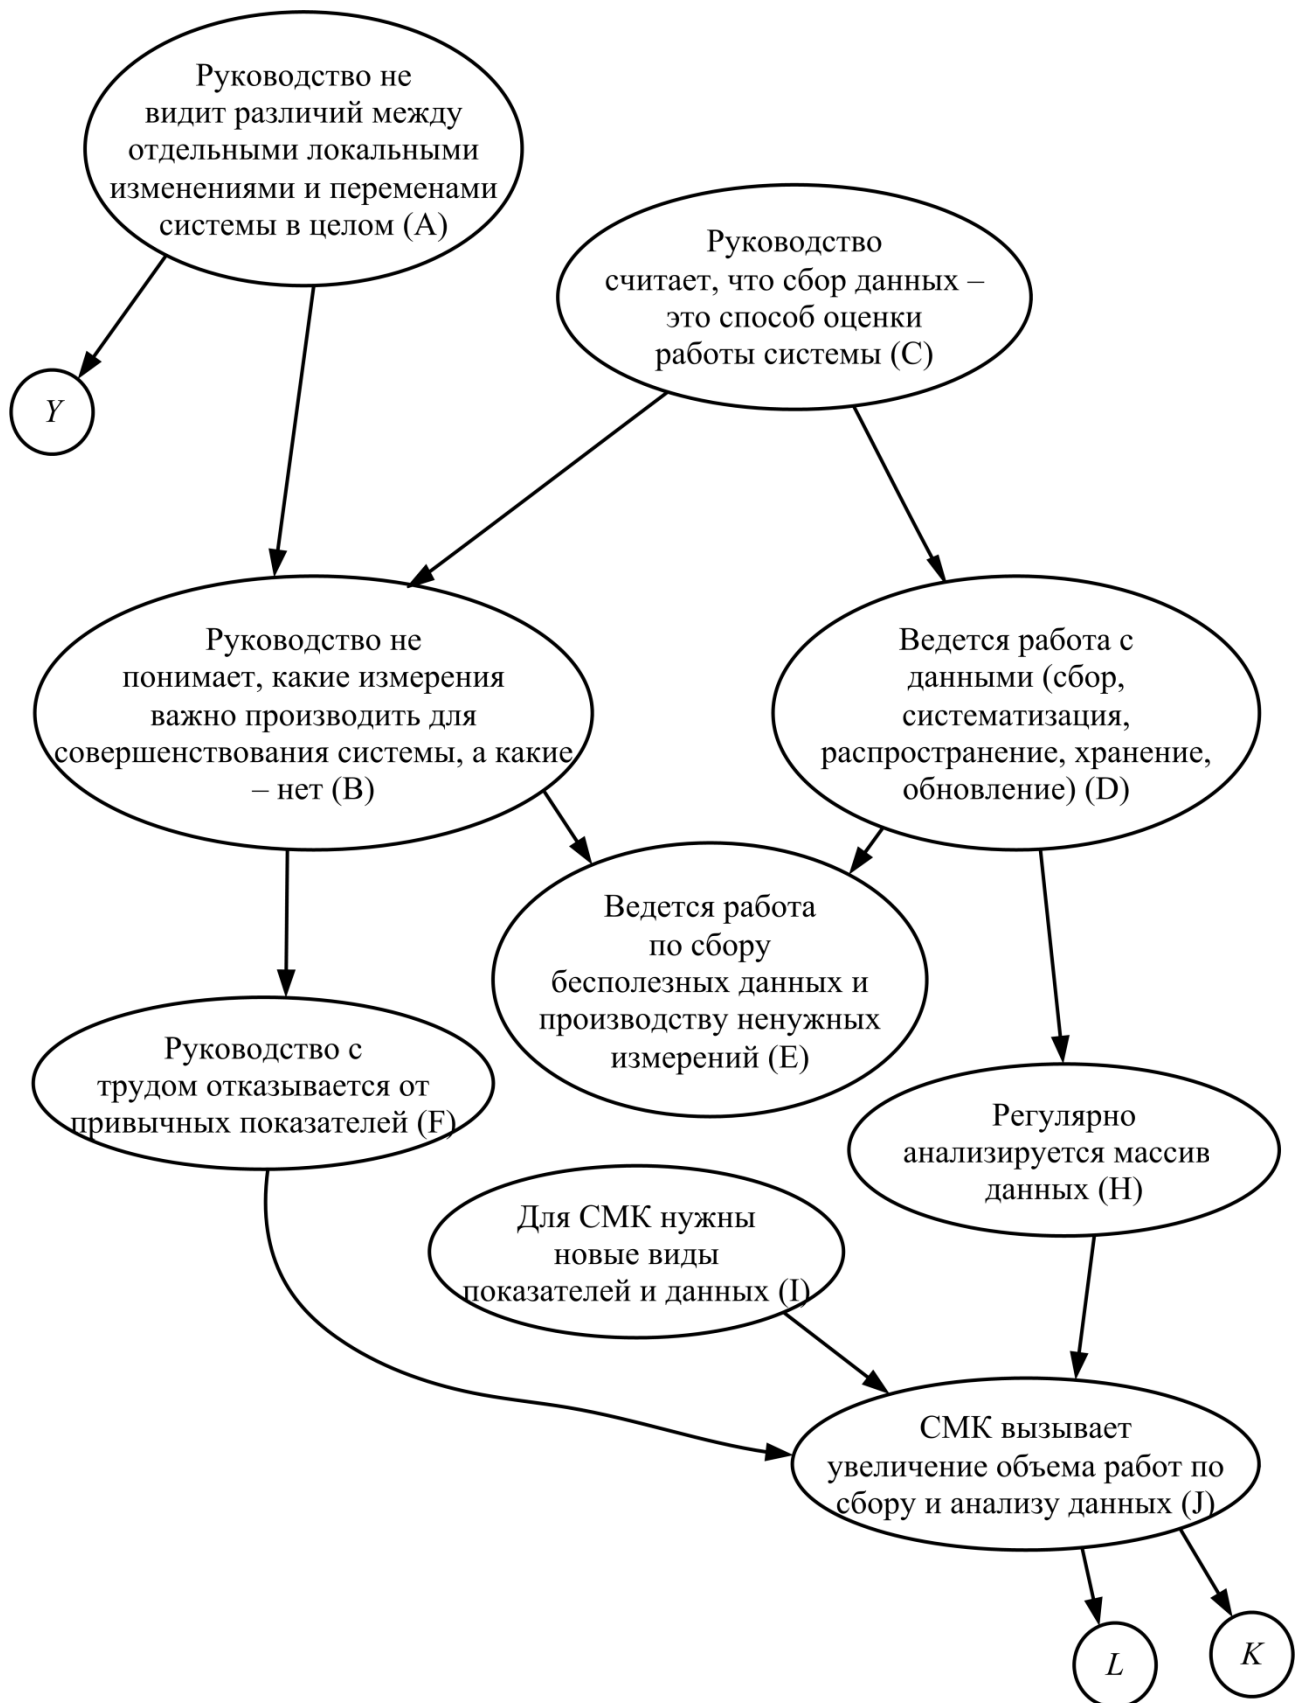 Руководство не
видит различий между
отдельными локальными
изменениями и переменами
системы в целом (A)
Руководство
считает, что сбор данных –
это способ оценки
работы системы (C)
Y
Руководство не
понимает, какие измерения
важно производить для
совершенствования системы, а какие
– нет (B)
Ведется работа с
данными (сбор,
систематизация,
распространение, хранение,
обновление) (D)
Ведется работа
по сбору
бесполезных данных и
производству ненужных
измерений (E)
Руководство с
трудом отказывается от
привычных показателей (F)
Регулярно
анализируется массив
данных (H)
Для СМК нужны
новые виды
показателей и данных (I)
СМК вызывает
увеличение объема работ по
сбору и анализу данных (J)
L
K